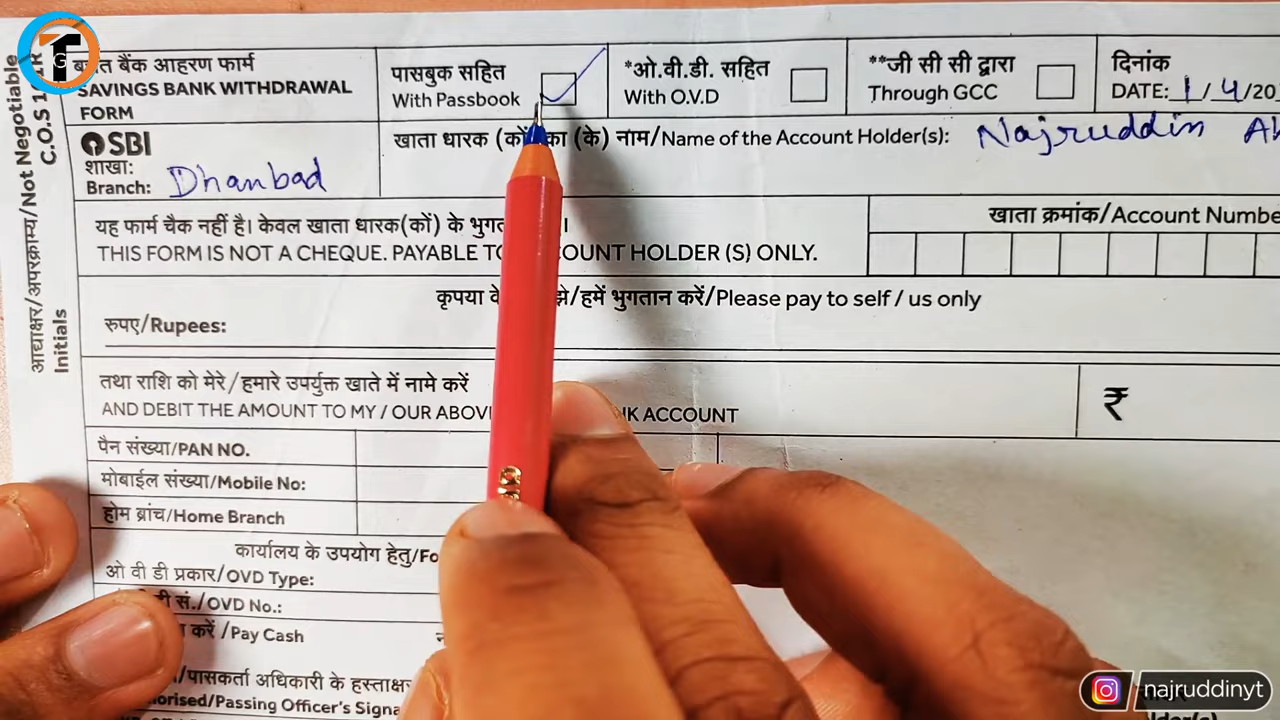 बचत बैंक आहरण फार्म
SAVINGS BANK WITHDRAWAL
FORM
SBI
शाखा:
Branch: Dhanbad
पासबुक सहित
With Passbook
*ओ.वी.डी. सहित
With O.V.D
**जी सी सी द्वारा
Through GCC
दिनांक
DATE: 1/4/20
खाता धारक (कों) का (के) नाम/Name of the Account Holder(s): Najruddin
यह फार्म चैक नहीं है। केवल खाता धारक(कों) के
THIS FORM IS NOT A CHEQUE. PAYABLE TO ACCOUNT HOLDER (S) ONLY.
खाता क्रमांक/Account Numbe
कृपया /हमें भुगतान करें/Please pay to self / us only
रुपए/Rupees:
तथा राशि को मेरे/हमारे उपर्युक्त खाते में नामे करें
AND DEBIT THE AMOUNT TO MY / OUR ACCOUNT
₹
पैन संख्या/PAN NO.
मोबाईल संख्या/Mobile No:
होम ब्रांच/Home Branch
कार्यालय के उपयोग हेतु/Fo
ओ वी डी प्रकार/OVD Type:
सं./OVD No.:
करें /Pay Cash
/पासकर्ता अधिकारी के हस्ताक्षर
orised/Passing Officer's Signa
आद्याक्षर/अपरक्राम्य/Not Negotiable
Initials
C.O.S
TG
najruddinyt